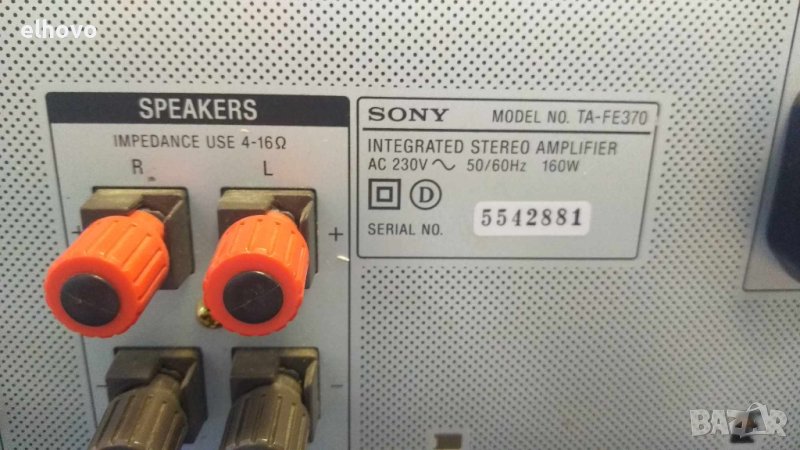 elhovo
SPEAKERS
IMPEDANCE USE 4-16Ω
R L
+ +
- -
SONY MODEL NO. TA-FE370
INTEGRATED STEREO AMPLIFIER
AC 230V ~ 50/60Hz 160W
D
SERIAL NO. 5542881
BAZAR